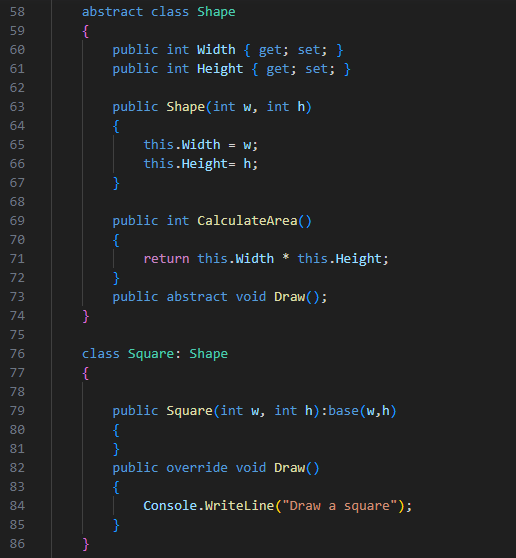 58 abstract class Shape
59 {
60 public int Width { get; set; }
61 public int Height { get; set; }
62
63 public Shape(int w, int h)
64 {
65 this.Width = w;
66 this.Height= h;
67 }
68
69 public int CalculateArea()
70 {
71 return this.Width * this.Height;
72 }
73 public abstract void Draw();
74 }
75
76 class Square: Shape
77 {
78
79 public Square(int w, int h):base(w,h)
80 {
81 }
82 public override void Draw()
83 {
84 Console.WriteLine("Draw a square");
85 }
86 }